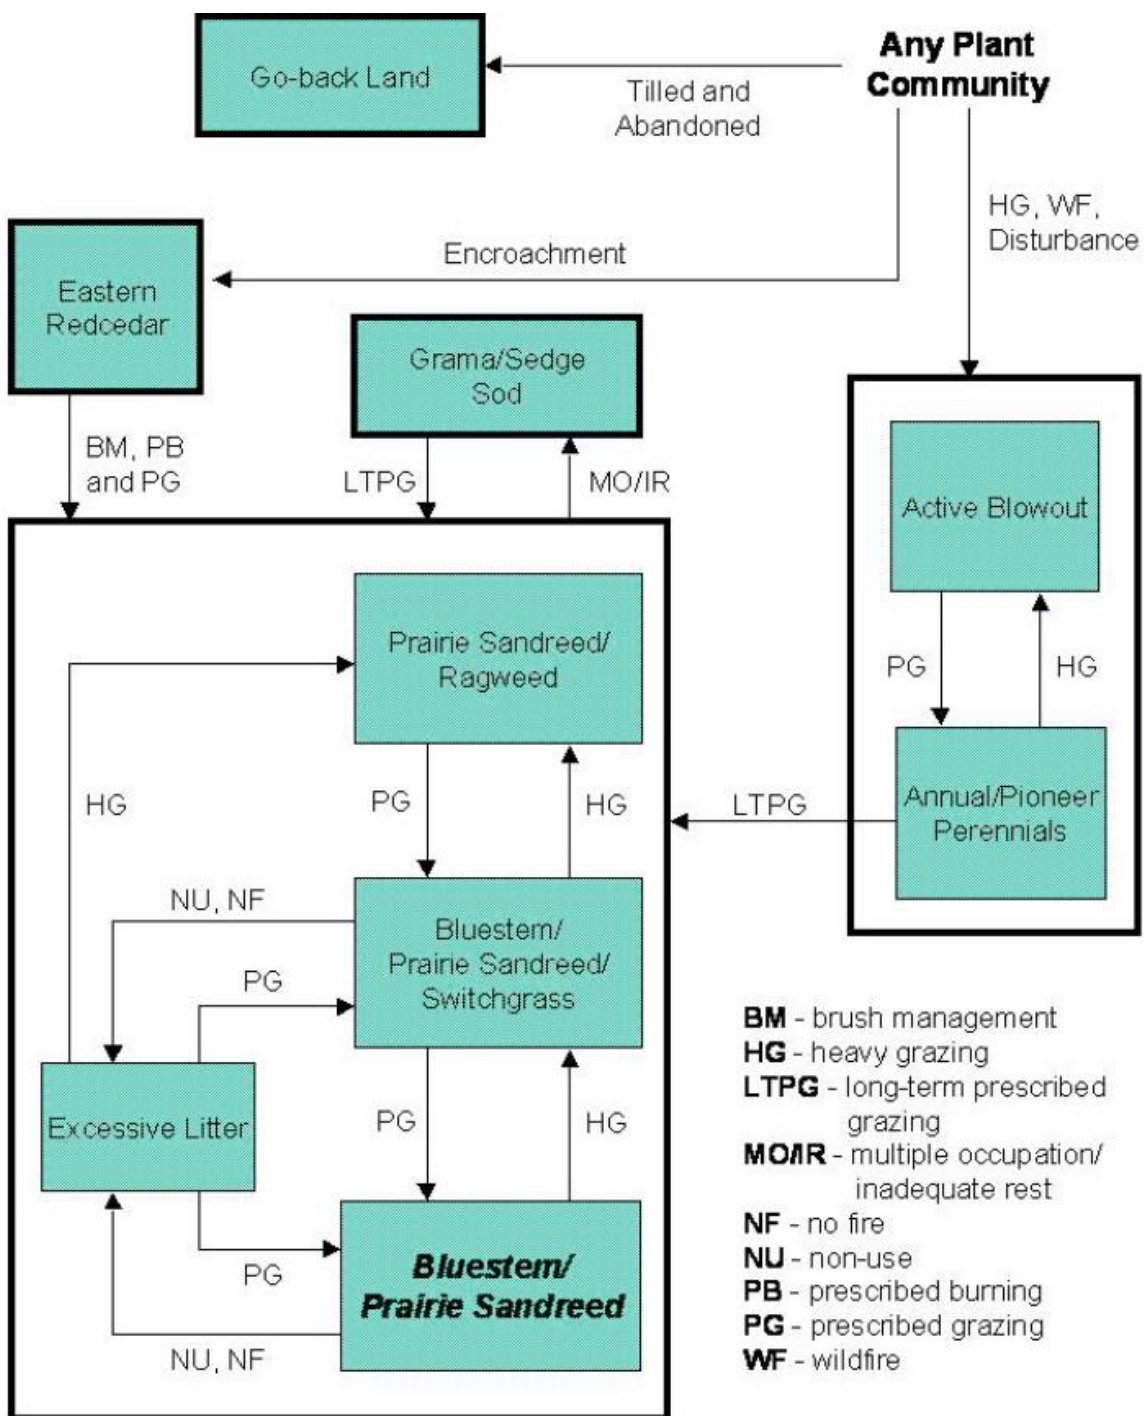 Go-back Land
Any Plant
Community
Tilled and
Abandoned
HG, WF,
Disturbance
Encroachment
Eastern
Redcedar
Grama/Sedge
Sod
BM, PB
and PG
LTPG
MO/IR
Active Blowout
PG
HG
Annual/Pioneer
Perennials
LTPG
Prairie Sandreed/
Ragweed
HG
PG
HG
NU, NF
Bluestem/
Prairie Sandreed/
Switchgrass
PG
Excessive Litter
PG
HG
PG
Bluestem/
Prairie Sandreed
NU, NF
BM - brush management
HG - heavy grazing
LTPG - long-term prescribed
grazing
MO/IR - multiple occupation/
inadequate rest
NF - no fire
NU - non-use
PB - prescribed burning
PG - prescribed grazing
WF - wildfire